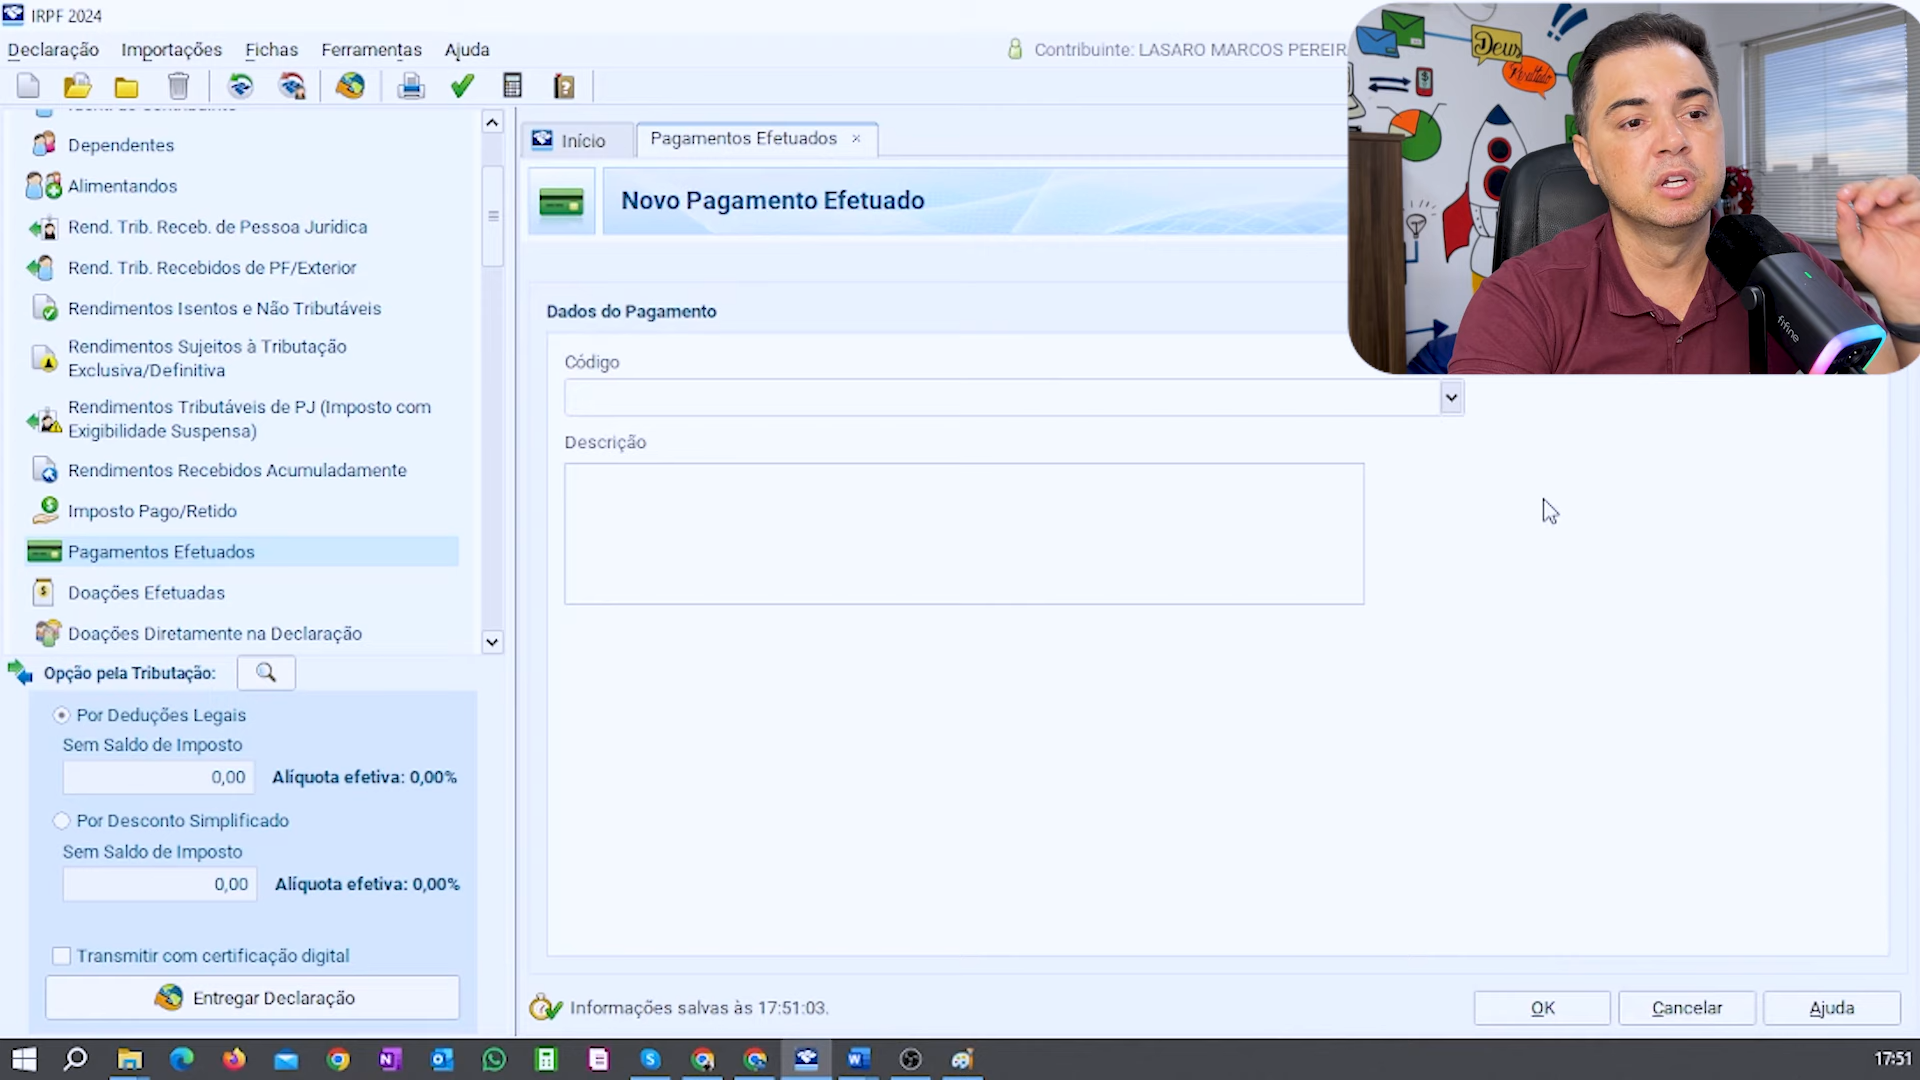 IRPF 2024
Declaração Importações Fichas Ferramentas Ajuda
Contribuinte: LASARO MARCOS PEREIR
Dependentes
Alimentandos
Rend. Trib. Receb. de Pessoa Jurídica
Rend. Trib. Recebidos de PF/Exterior
Rendimentos Isentos e Não Tributáveis
Rendimentos Sujeitos à Tributação
Exclusiva/Definitiva
Rendimentos Tributáveis de PJ (Imposto com
Exigibilidade Suspensa)
Rendimentos Recebidos Acumuladamente
Imposto Pago/Retido
Pagamentos Efetuados
Doações Efetuadas
Doações Diretamente na Declaração
Opção pela Tributação:
Por Deduções Legais
Sem Saldo de Imposto
0,00 Alíquota efetiva: 0,00%
Por Desconto Simplificado
Sem Saldo de Imposto
0,00 Alíquota efetiva: 0,00%
Transmitir com certificação digital
Entregar Declaração
Início
Pagamentos Efetuados ×
Novo Pagamento Efetuado
Dados do Pagamento
Código
Descrição
Informações salvas às 17:51:03.
OK
Cancelar
Ajuda
Deus
Resultado
fifine
17:51